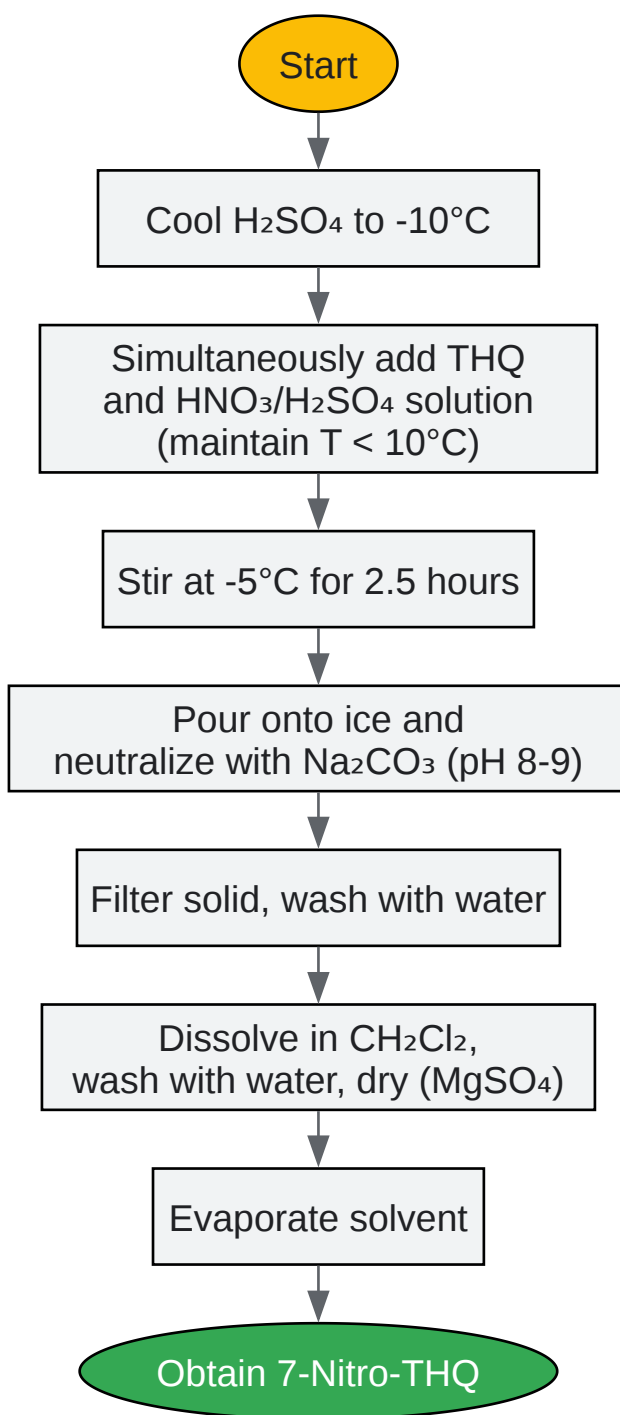 Start
Cool H₂SO₄ to -10°C
Simultaneously add THQ
and HNO₃/H₂SO₄ solution
(maintain T < 10°C)
Stir at -5°C for 2.5 hours
Pour onto ice and
neutralize with Na₂CO₃ (pH 8-9)
Filter solid, wash with water
Dissolve in CH₂Cl₂,
wash with water, dry (MgSO₄)
Evaporate solvent
Obtain 7-Nitro-THQ